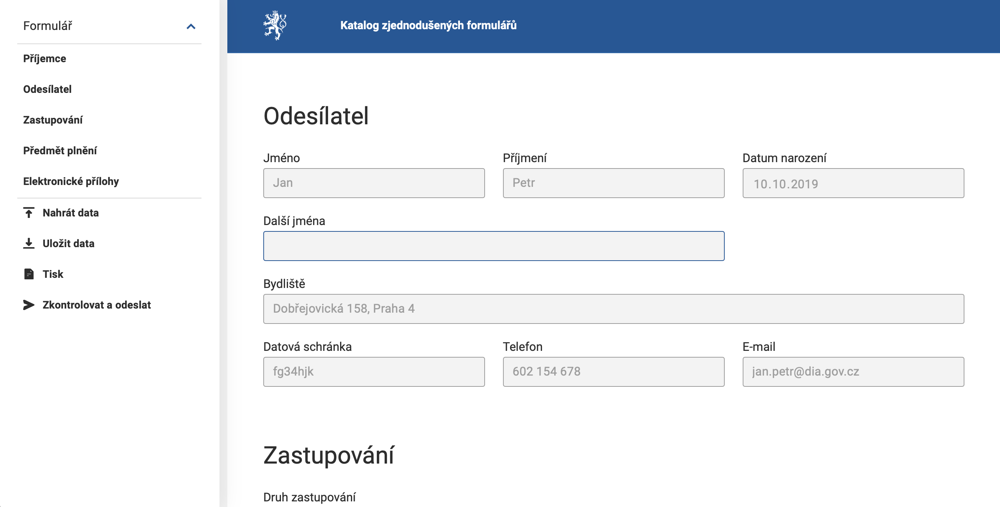 Formulář
Příjemce
Odesílatel
Zastupování
Předmět plnění
Elektronické přílohy
Nahrát data
Uložit data
Tisk
Zkontrolovat a odeslat
Katalog zjednodušených formulářů
Odesílatel
Jméno Příjmení Datum narození
Jan Petr 10.10.2019
Další jména
Bydliště
Dobřejovická 158, Praha 4
Datová schránka Telefon E-mail
fg34hjk 602 154 678 jan.petr@dia.gov.cz
Zastupování
Druh zastupování